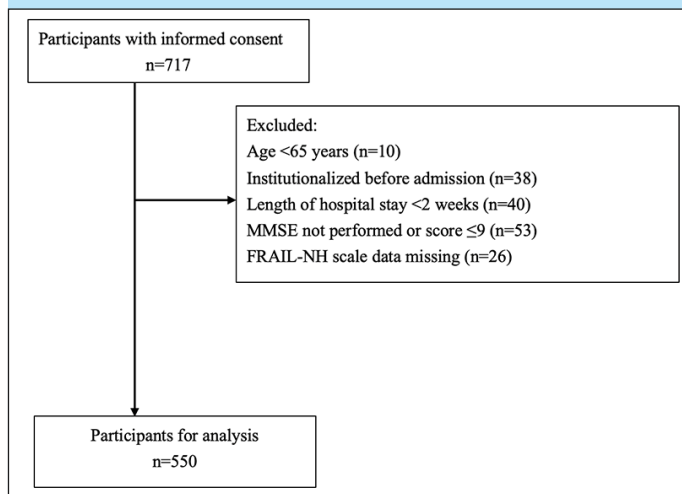 Participants with informed consent
n=717
Excluded:
Age <65 years (n=10)
Institutionalized before admission (n=38)
Length of hospital stay <2 weeks (n=40)
MMSE not performed or score ≤9 (n=53)
FRAIL-NH scale data missing (n=26)
Participants for analysis
n=550